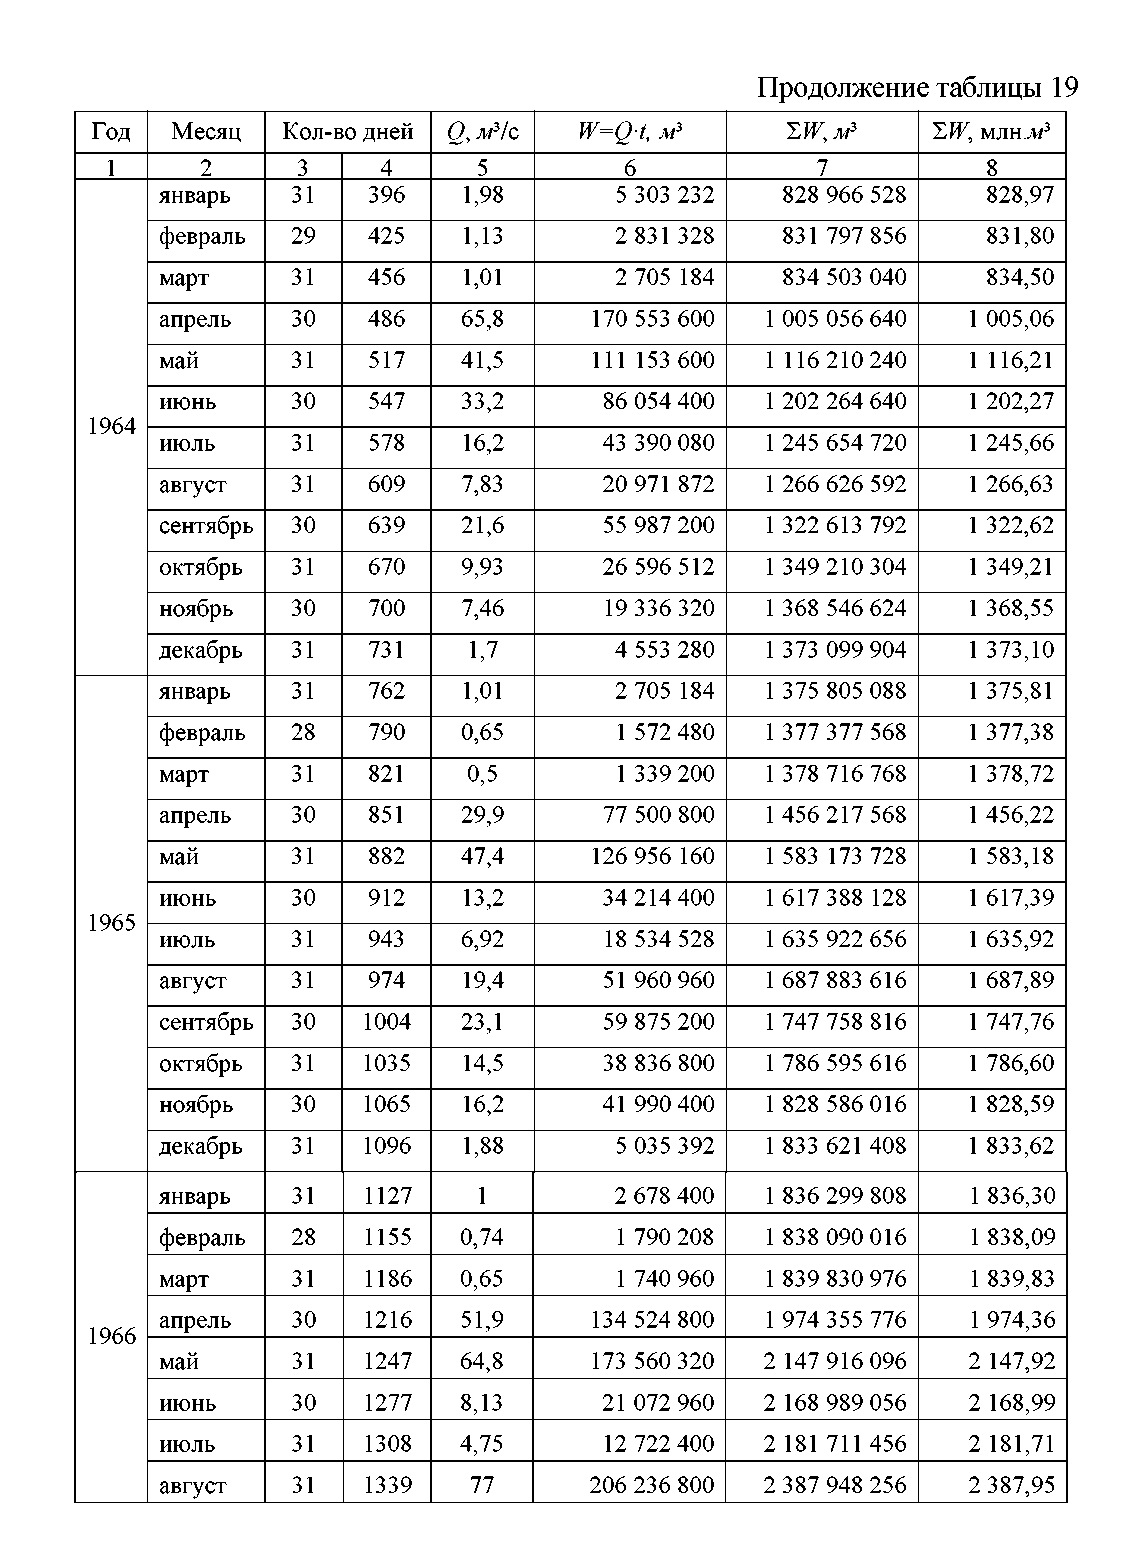 Продолжение таблицы 19
Год Месяц Кол-во дней Q, м³/с W=Q·t, м³ ΣW, м³ ΣW, млн.м³
1 2 3 4 5 6 7 8
январь 31 396 1,98 5 303 232 828 966 528 828,97
февраль 29 425 1,13 2 831 328 831 797 856 831,80
март 31 456 1,01 2 705 184 834 503 040 834,50
апрель 30 486 65,8 170 553 600 1 005 056 640 1 005,06
май 31 517 41,5 111 153 600 1 116 210 240 1 116,21
июнь 30 547 33,2 86 054 400 1 202 264 640 1 202,27
1964
июль 31 578 16,2 43 390 080 1 245 654 720 1 245,66
август 31 609 7,83 20 971 872 1 266 626 592 1 266,63
сентябрь 30 639 21,6 55 987 200 1 322 613 792 1 322,62
октябрь 31 670 9,93 26 596 512 1 349 210 304 1 349,21
ноябрь 30 700 7,46 19 336 320 1 368 546 624 1 368,55
декабрь 31 731 1,7 4 553 280 1 373 099 904 1 373,10
январь 31 762 1,01 2 705 184 1 375 805 088 1 375,81
февраль 28 790 0,65 1 572 480 1 377 377 568 1 377,38
март 31 821 0,5 1 339 200 1 378 716 768 1 378,72
апрель 30 851 29,9 77 500 800 1 456 217 568 1 456,22
май 31 882 47,4 126 956 160 1 583 173 728 1 583,18
июнь 30 912 13,2 34 214 400 1 617 388 128 1 617,39
1965
июль 31 943 6,92 18 534 528 1 635 922 656 1 635,92
август 31 974 19,4 51 960 960 1 687 883 616 1 687,89
сентябрь 30 1004 23,1 59 875 200 1 747 758 816 1 747,76
октябрь 31 1035 14,5 38 836 800 1 786 595 616 1 786,60
ноябрь 30 1065 16,2 41 990 400 1 828 586 016 1 828,59
декабрь 31 1096 1,88 5 035 392 1 833 621 408 1 833,62
январь 31 1127 1 2 678 400 1 836 299 808 1 836,30
февраль 28 1155 0,74 1 790 208 1 838 090 016 1 838,09
март 31 1186 0,65 1 740 960 1 839 830 976 1 839,83
апрель 30 1216 51,9 134 524 800 1 974 355 776 1 974,36
1966
май 31 1247 64,8 173 560 320 2 147 916 096 2 147,92
июнь 30 1277 8,13 21 072 960 2 168 989 056 2 168,99
июль 31 1308 4,75 12 722 400 2 181 711 456 2 181,71
август 31 1339 77 206 236 800 2 387 948 256 2 387,95